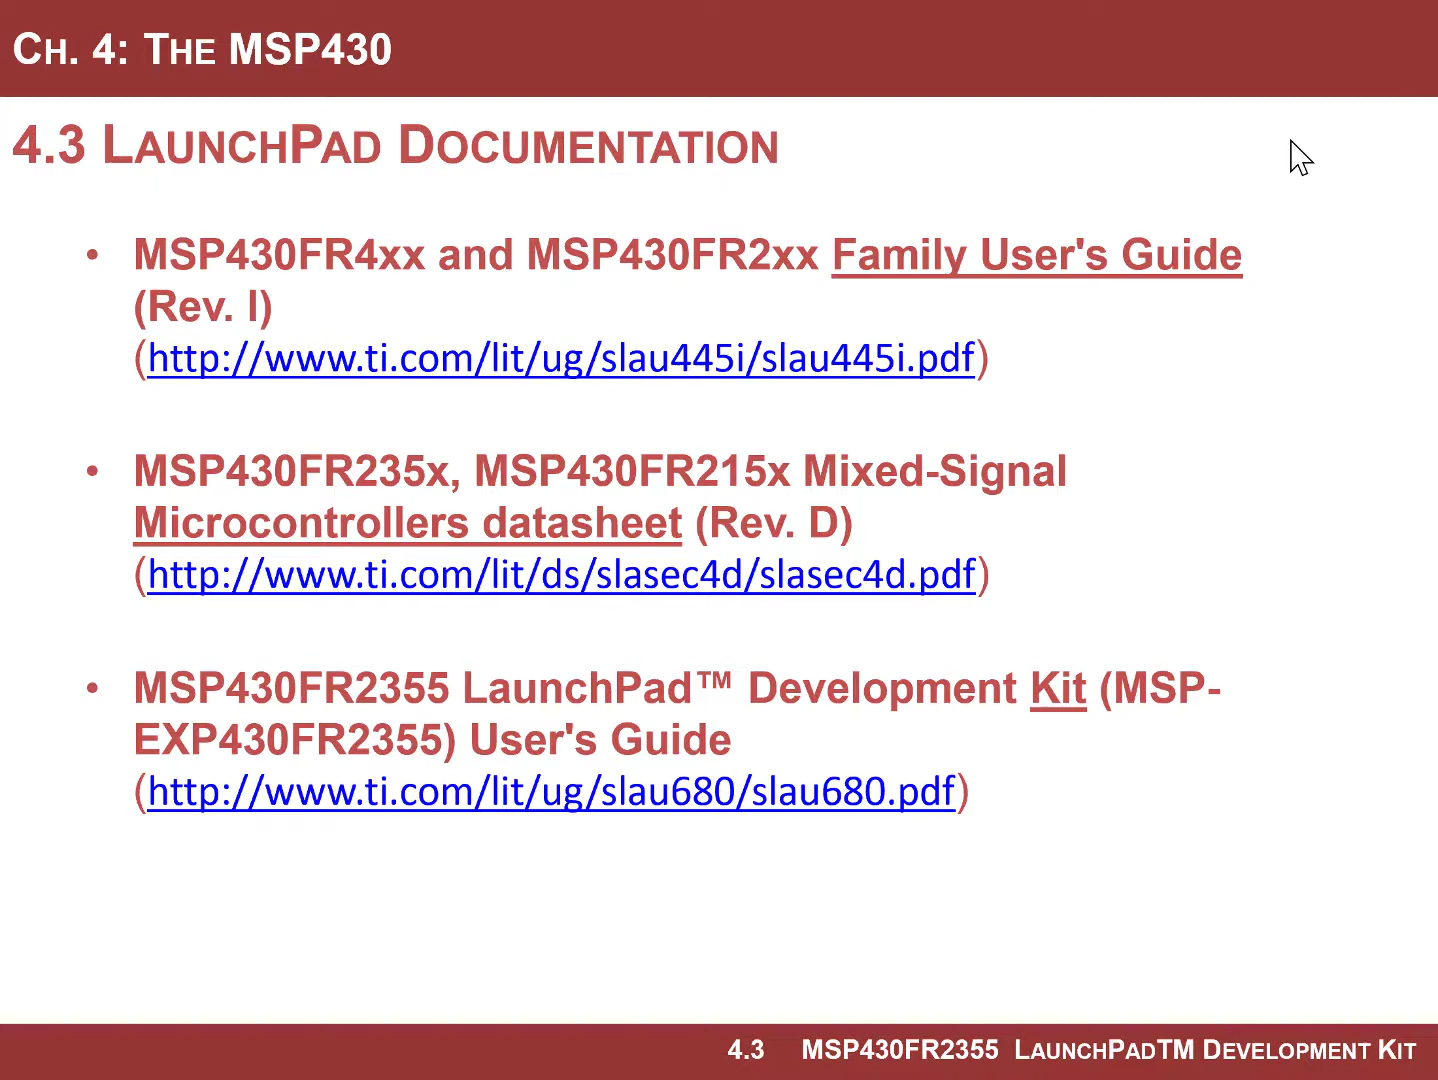 CH. 4: THE MSP430
4.3 LAUNCHPAD DOCUMENTATION
• MSP430FR4xx and MSP430FR2xx Family User's Guide
(Rev. I)
(http://www.ti.com/lit/ug/slau445i/slau445i.pdf)
• MSP430FR235x, MSP430FR215x Mixed-Signal
Microcontrollers datasheet (Rev. D)
(http://www.ti.com/lit/ds/slasec4d/slasec4d.pdf)
• MSP430FR2355 LaunchPad™ Development Kit (MSP-
EXP430FR2355) User's Guide
(http://www.ti.com/lit/ug/slau680/slau680.pdf)
4.3 MSP430FR2355 LAUNCHPADTM DEVELOPMENT KIT